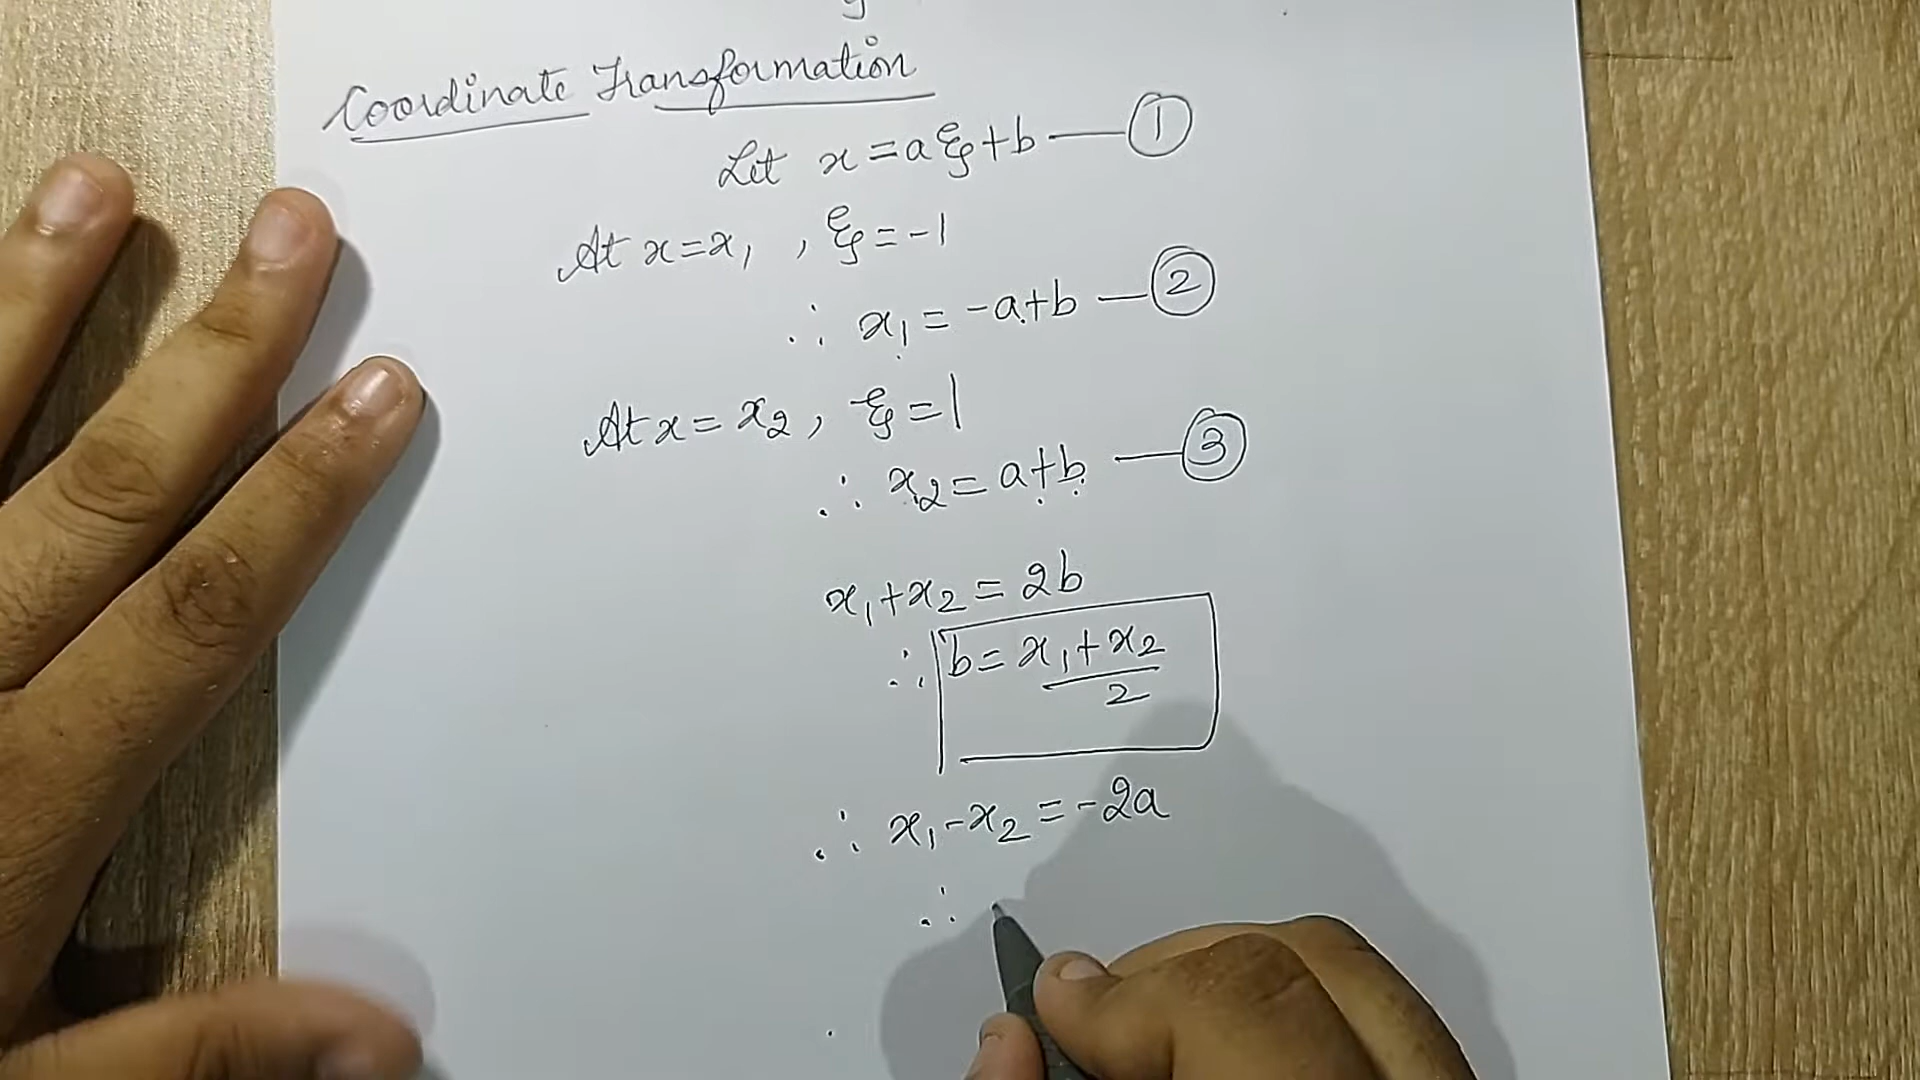 Coordinate Transformation
Let x = aξ + b — ①
At x = x₁ , ξ = -1
∴ x₁ = -a + b — ②
At x = x₂ , ξ = 1
∴ x₂ = a + b — ③
x₁ + x₂ = 2b
∴ b = x₁ + x₂
2
∴ x₁ - x₂ = -2a
∴